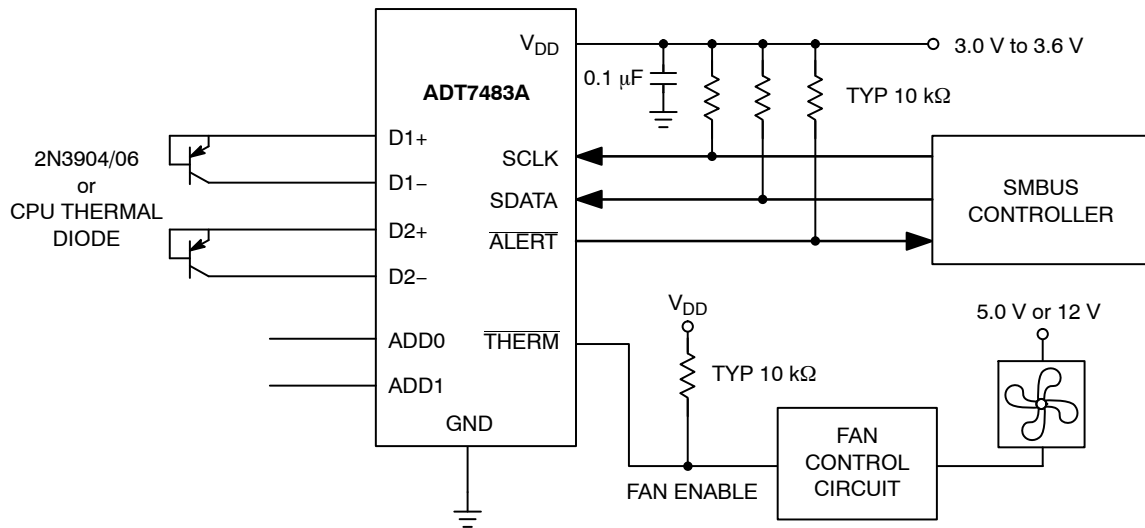 V_DD
3.0 V to 3.6 V
0.1 μF
TYP 10 kΩ
ADT7483A
2N3904/06
or
CPU THERMAL
DIODE
D1+
D1−
D2+
D2−
ADD0
ADD1
SCLK
SDATA
ALERT
THERM
GND
SMBUS
CONTROLLER
V_DD
TYP 10 kΩ
5.0 V or 12 V
FAN ENABLE
FAN
CONTROL
CIRCUIT